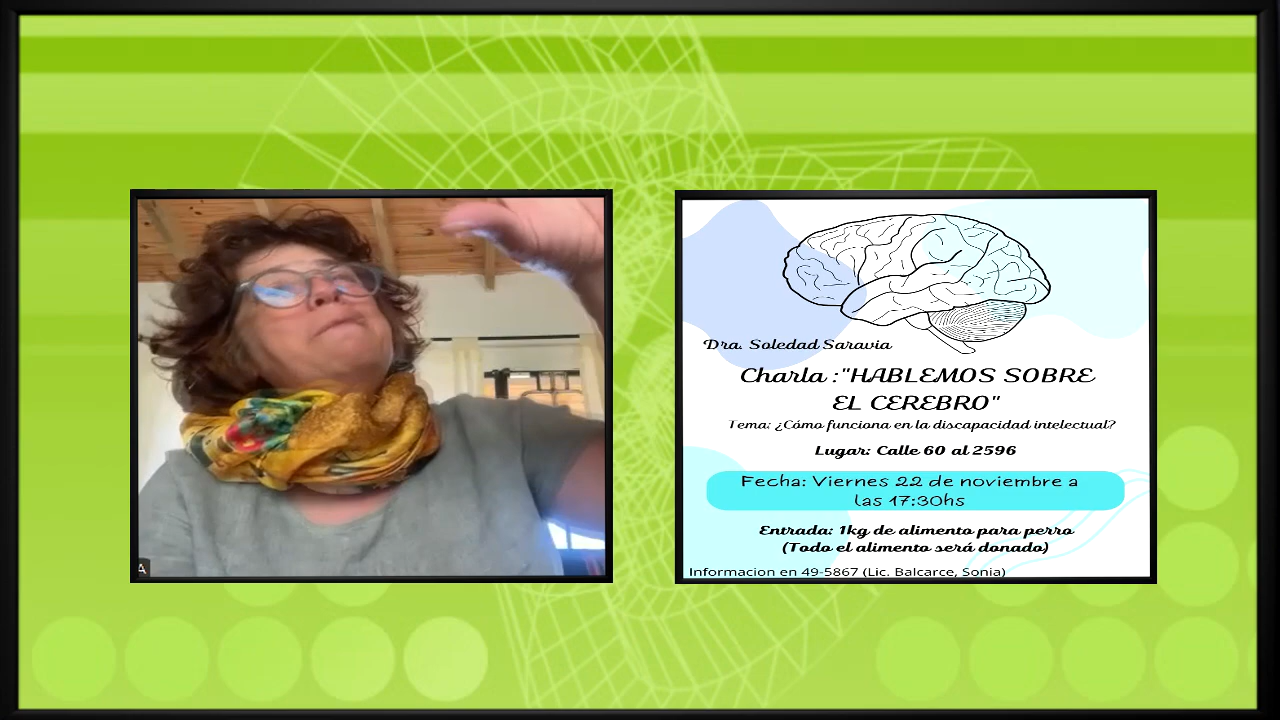 A
Dra. Soledad Saravia
Charla :"HABLEMOS SOBRE
EL CEREBRO"
Tema: ¿Cómo funciona en la discapacidad intelectual?
Lugar: Calle 60 al 2596
Fecha: Viernes 22 de noviembre a
las 17:30hs
Entrada: 1kg de alimento para perro
(Todo el alimento será donado)
Informacion en 49-5867 (Lic. Balcarce, Sonia)